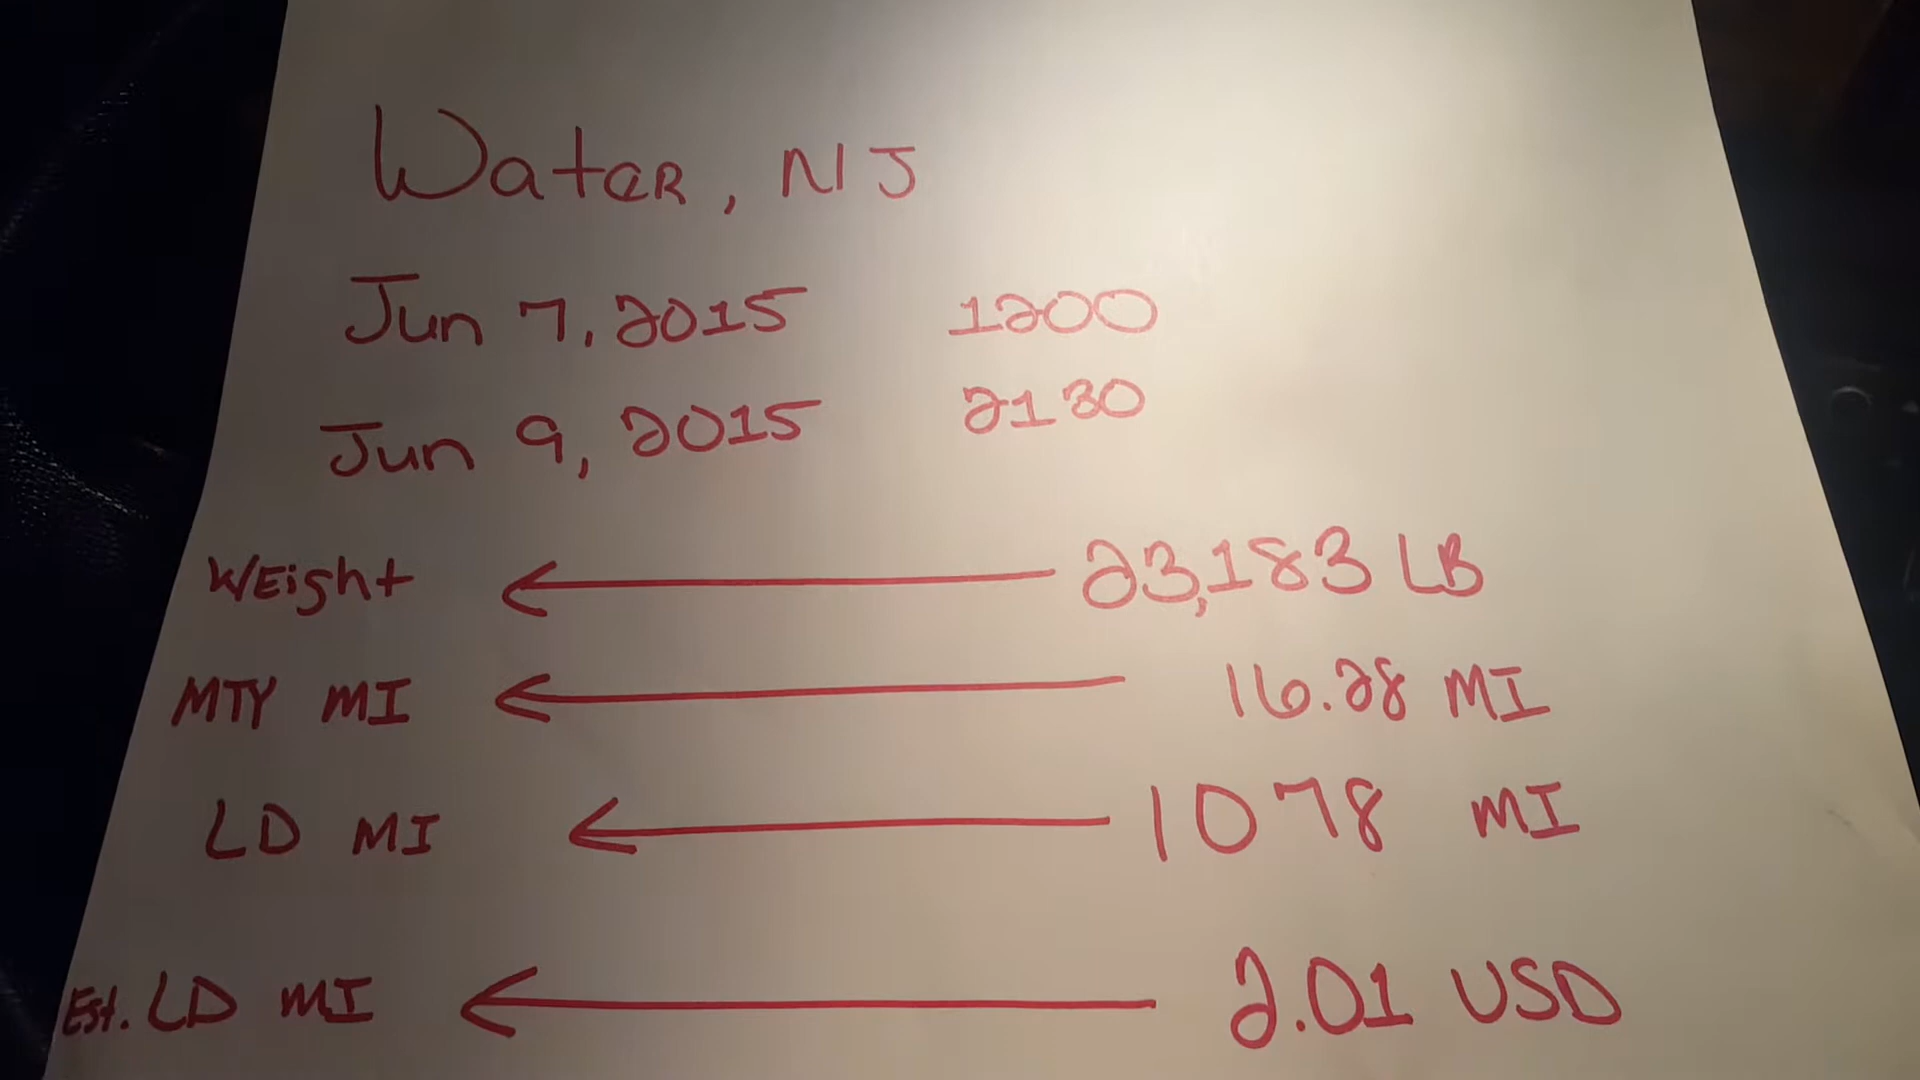 Water, NJ
Jun 7, 2015 1200
Jun 9, 2015 2130
Weight 23,183 LB
MTY MI 16.28 MI
LD MI 1078 MI
Est. LD MI 2.01 USD